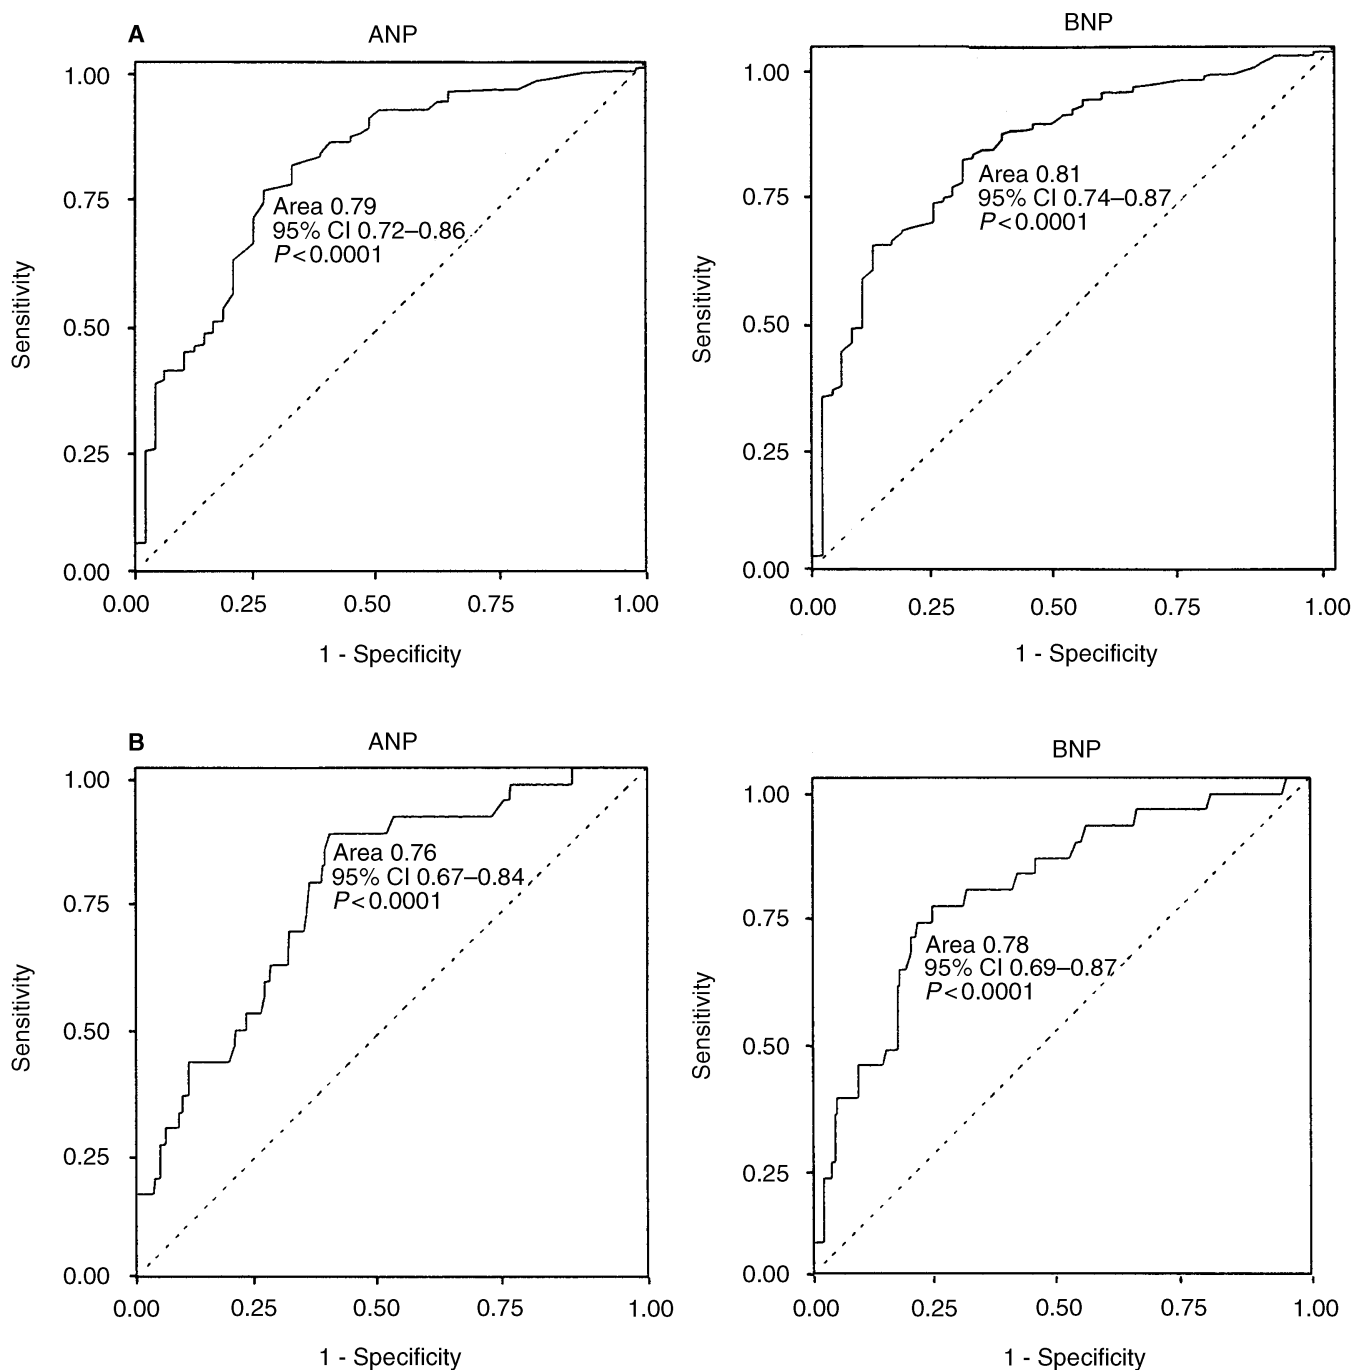 A ANP
1.00
0.75
0.50
0.25
0.00
Sensitivity
Area 0.79
95% CI 0.72–0.86
P<0.0001
0.00 0.25 0.50 0.75 1.00
1 - Specificity
BNP
1.00
0.75
0.50
0.25
0.00
Sensitivity
Area 0.81
95% CI 0.74–0.87
P<0.0001
0.00 0.25 0.50 0.75 1.00
1 - Specificity
B ANP
1.00
0.75
0.50
0.25
0.00
Sensitivity
Area 0.76
95% CI 0.67–0.84
P<0.0001
0.00 0.25 0.50 0.75 1.00
1 - Specificity
BNP
1.00
0.75
0.50
0.25
0.00
Sensitivity
Area 0.78
95% CI 0.69–0.87
P<0.0001
0.00 0.25 0.50 0.75 1.00
1 - Specificity